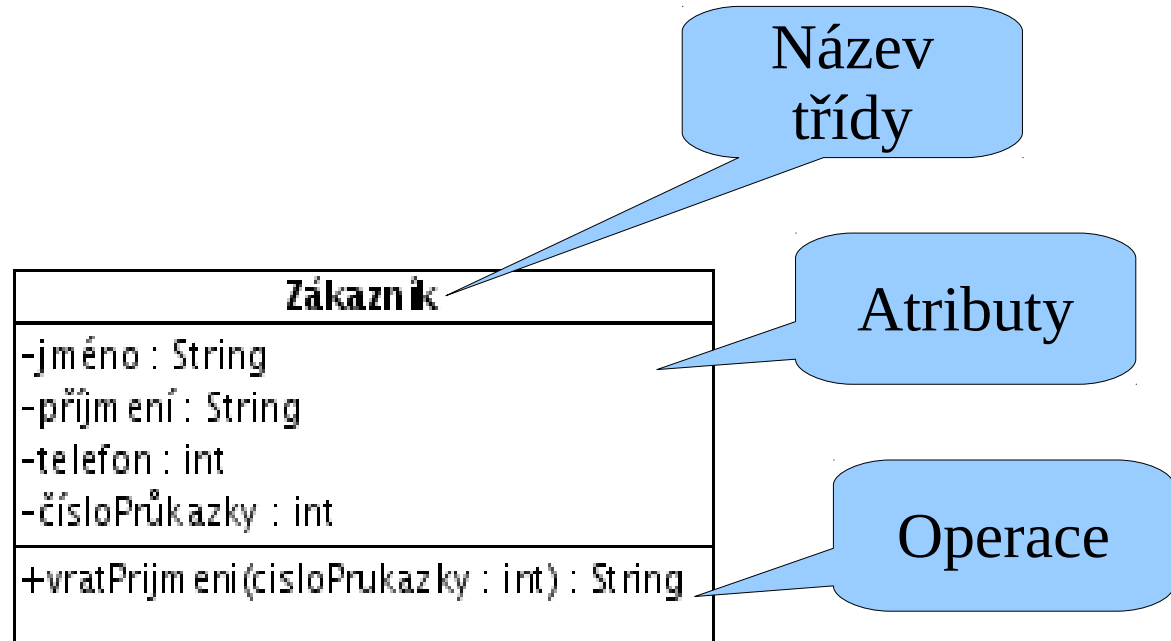 Název
třídy
Zákazník
-jméno : String
-příjmení : String
-telefon : int
-čísloPrůkazky : int
+vratPrijmeni(cisloPrukazky : int) : String
Atributy
Operace